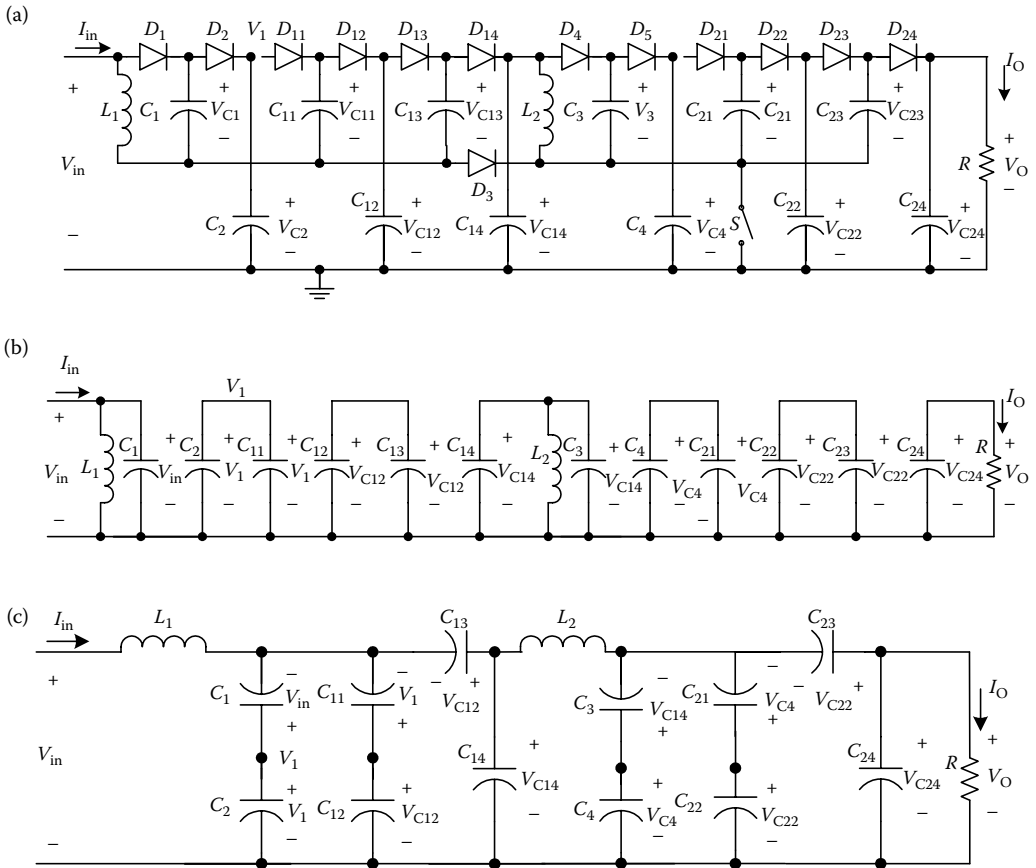 (a)
I_in D_1 D_2 V_1 D_11 D_12 D_13 D_14 D_4 D_5 D_21 D_22 D_23 D_24
I_O
+ + + + + + +
L_1 C_1 V_C1 C_11 V_C11 C_13 V_C13 L_2 C_3 V_3 C_21 C_21 C_23 V_C23
− − − − − −
V_in D_3 R + V_O −
C_2 + V_C2 − C_12 + V_C12 − C_14 + V_C14 − C_4 + V_C4 − S C_22 + V_C22 − C_24 + V_C24 −
−
(b)
I_in V_1 I_O
+ C_1 + C_2 + C_11 + C_12 + C_13 + C_14 + C_3 + C_4 + C_21 + C_22 + C_23 + C_24 + R +
V_in L_1 V_in V_1 V_1 V_C12 V_C12 V_C14 L_2 V_C14 V_C4 V_C4 V_C22 V_C22 V_C24 V_O
− − − − − − − − − − − − − −
(c)
I_in L_1 C_13 L_2 C_23
+ − − − + − − − +
C_1 V_in C_11 V_1 V_C12 C_3 V_C14 C_21 V_C4 V_C22 I_O
+ + + +
V_in V_1 C_14 + V_C14 − C_24 + V_C24 − R + V_O −
C_2 + V_1 − C_12 + V_C12 − C_4 + V_C4 − C_22 + V_C22 −
−